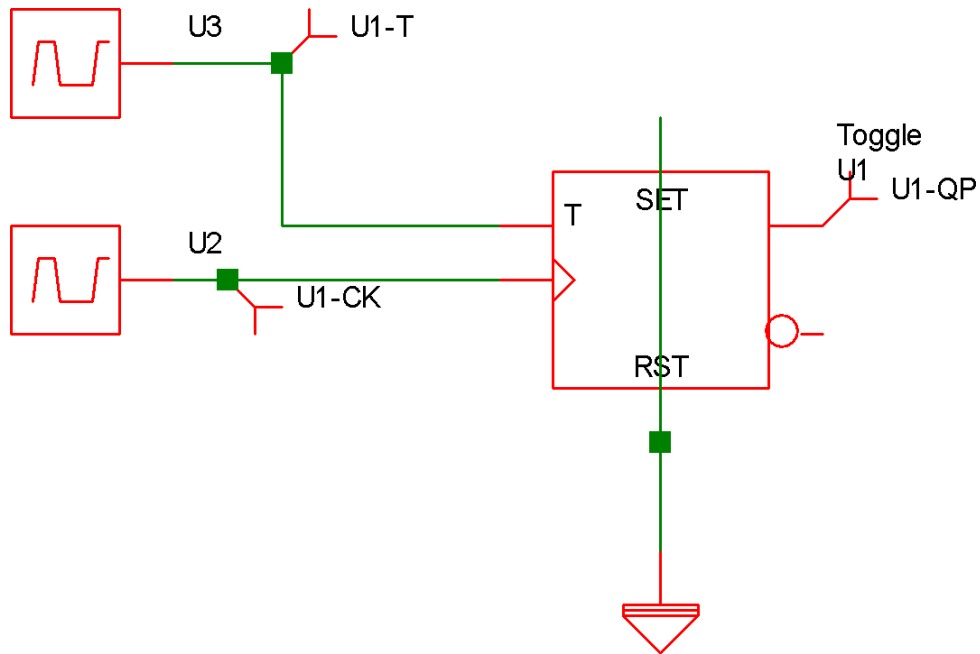 U3
U1-T
Toggle
U1
U1-QP
SET
T
U2
U1-CK
RST